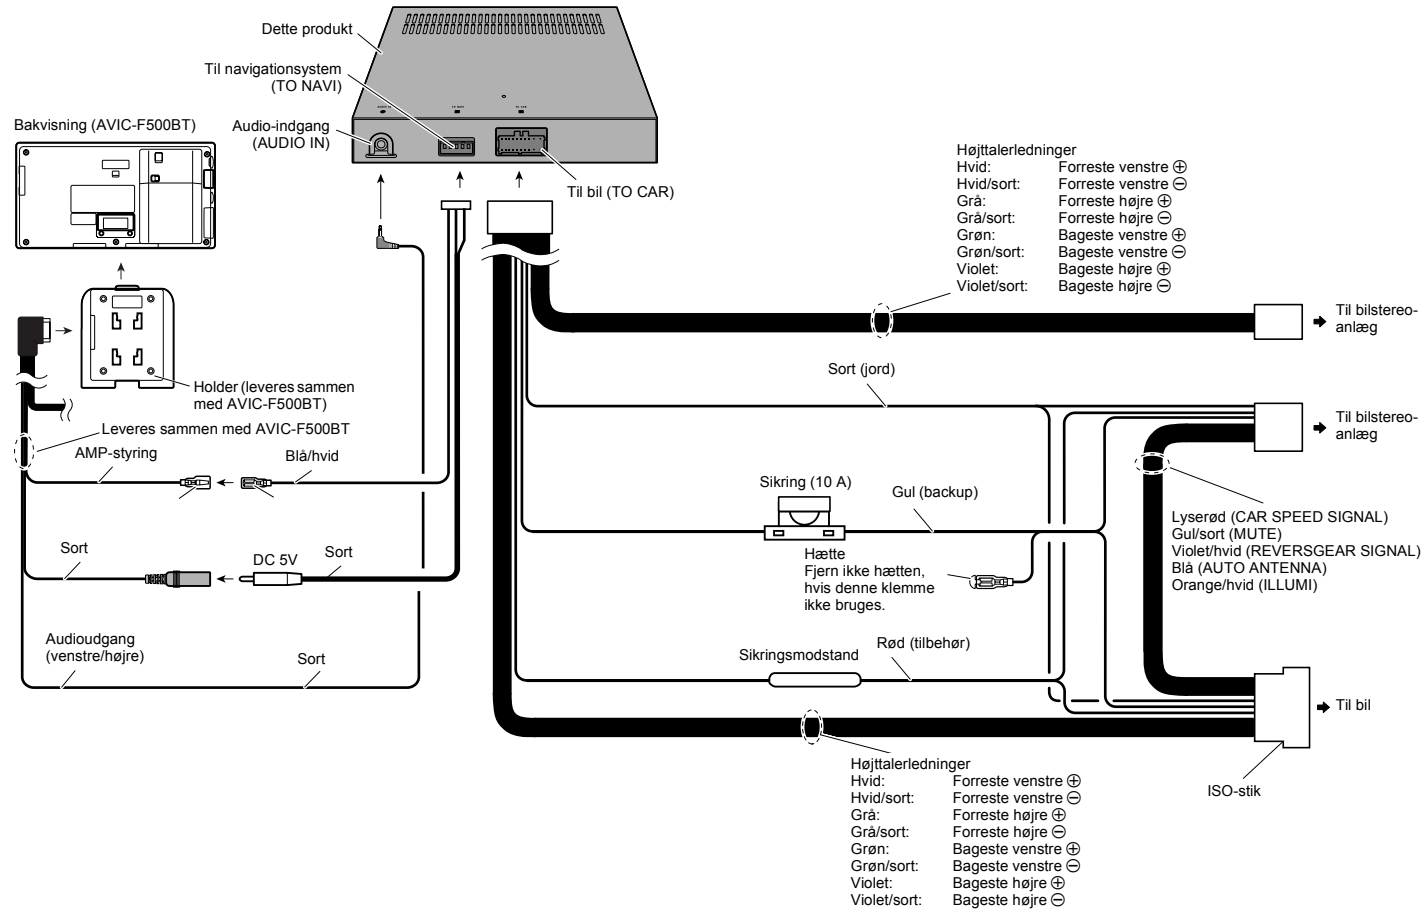 Dette produkt
Til navigationsystem
(TO NAVI)
Audio-indgang
(AUDIO IN)
Bakvisning (AVIC-F500BT)
Til bil (TO CAR)
Højttalerledninger
Hvid: Forreste venstre ⊕
Hvid/sort: Forreste venstre ⊖
Grå: Forreste højre ⊕
Grå/sort: Forreste højre ⊖
Grøn: Bageste venstre ⊕
Grøn/sort: Bageste venstre ⊖
Violet: Bageste højre ⊕
Violet/sort: Bageste højre ⊖
Til bilstereo-
anlæg
Holder (leveres sammen
med AVIC-F500BT)
Sort (jord)
Leveres sammen med AVIC-F500BT
Til bilstereo-
anlæg
AMP-styring
Blå/hvid
Sikring (10 A)
Gul (backup)
Lyserød (CAR SPEED SIGNAL)
Gul/sort (MUTE)
Violet/hvid (REVERSGEAR SIGNAL)
Blå (AUTO ANTENNA)
Orange/hvid (ILLUMI)
Sort
DC 5V
Sort
Hætte
Fjern ikke hætten,
hvis denne klemme
ikke bruges.
Audioudgang
(venstre/højre)
Sort
Sikringsmodstand
Rød (tilbehør)
Til bil
ISO-stik
Højttalerledninger
Hvid: Forreste venstre ⊕
Hvid/sort: Forreste venstre ⊖
Grå: Forreste højre ⊕
Grå/sort: Forreste højre ⊖
Grøn: Bageste venstre ⊕
Grøn/sort: Bageste venstre ⊖
Violet: Bageste højre ⊕
Violet/sort: Bageste højre ⊖